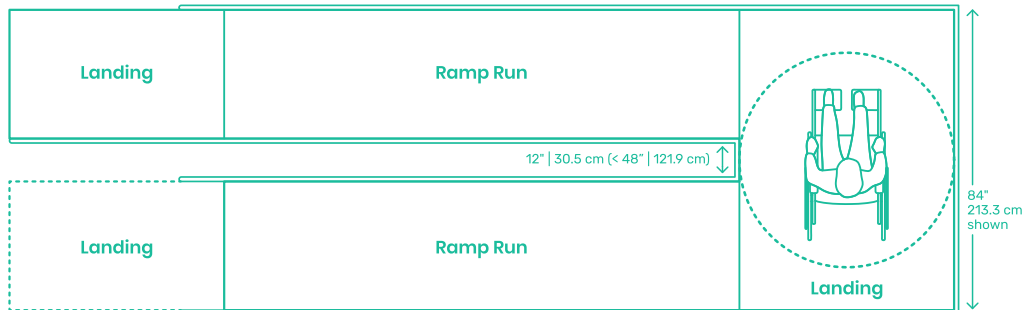 Landing
Ramp Run
12" | 30.5 cm (< 48" | 121.9 cm)
84"
213.3 cm
shown
Landing
Ramp Run
Landing